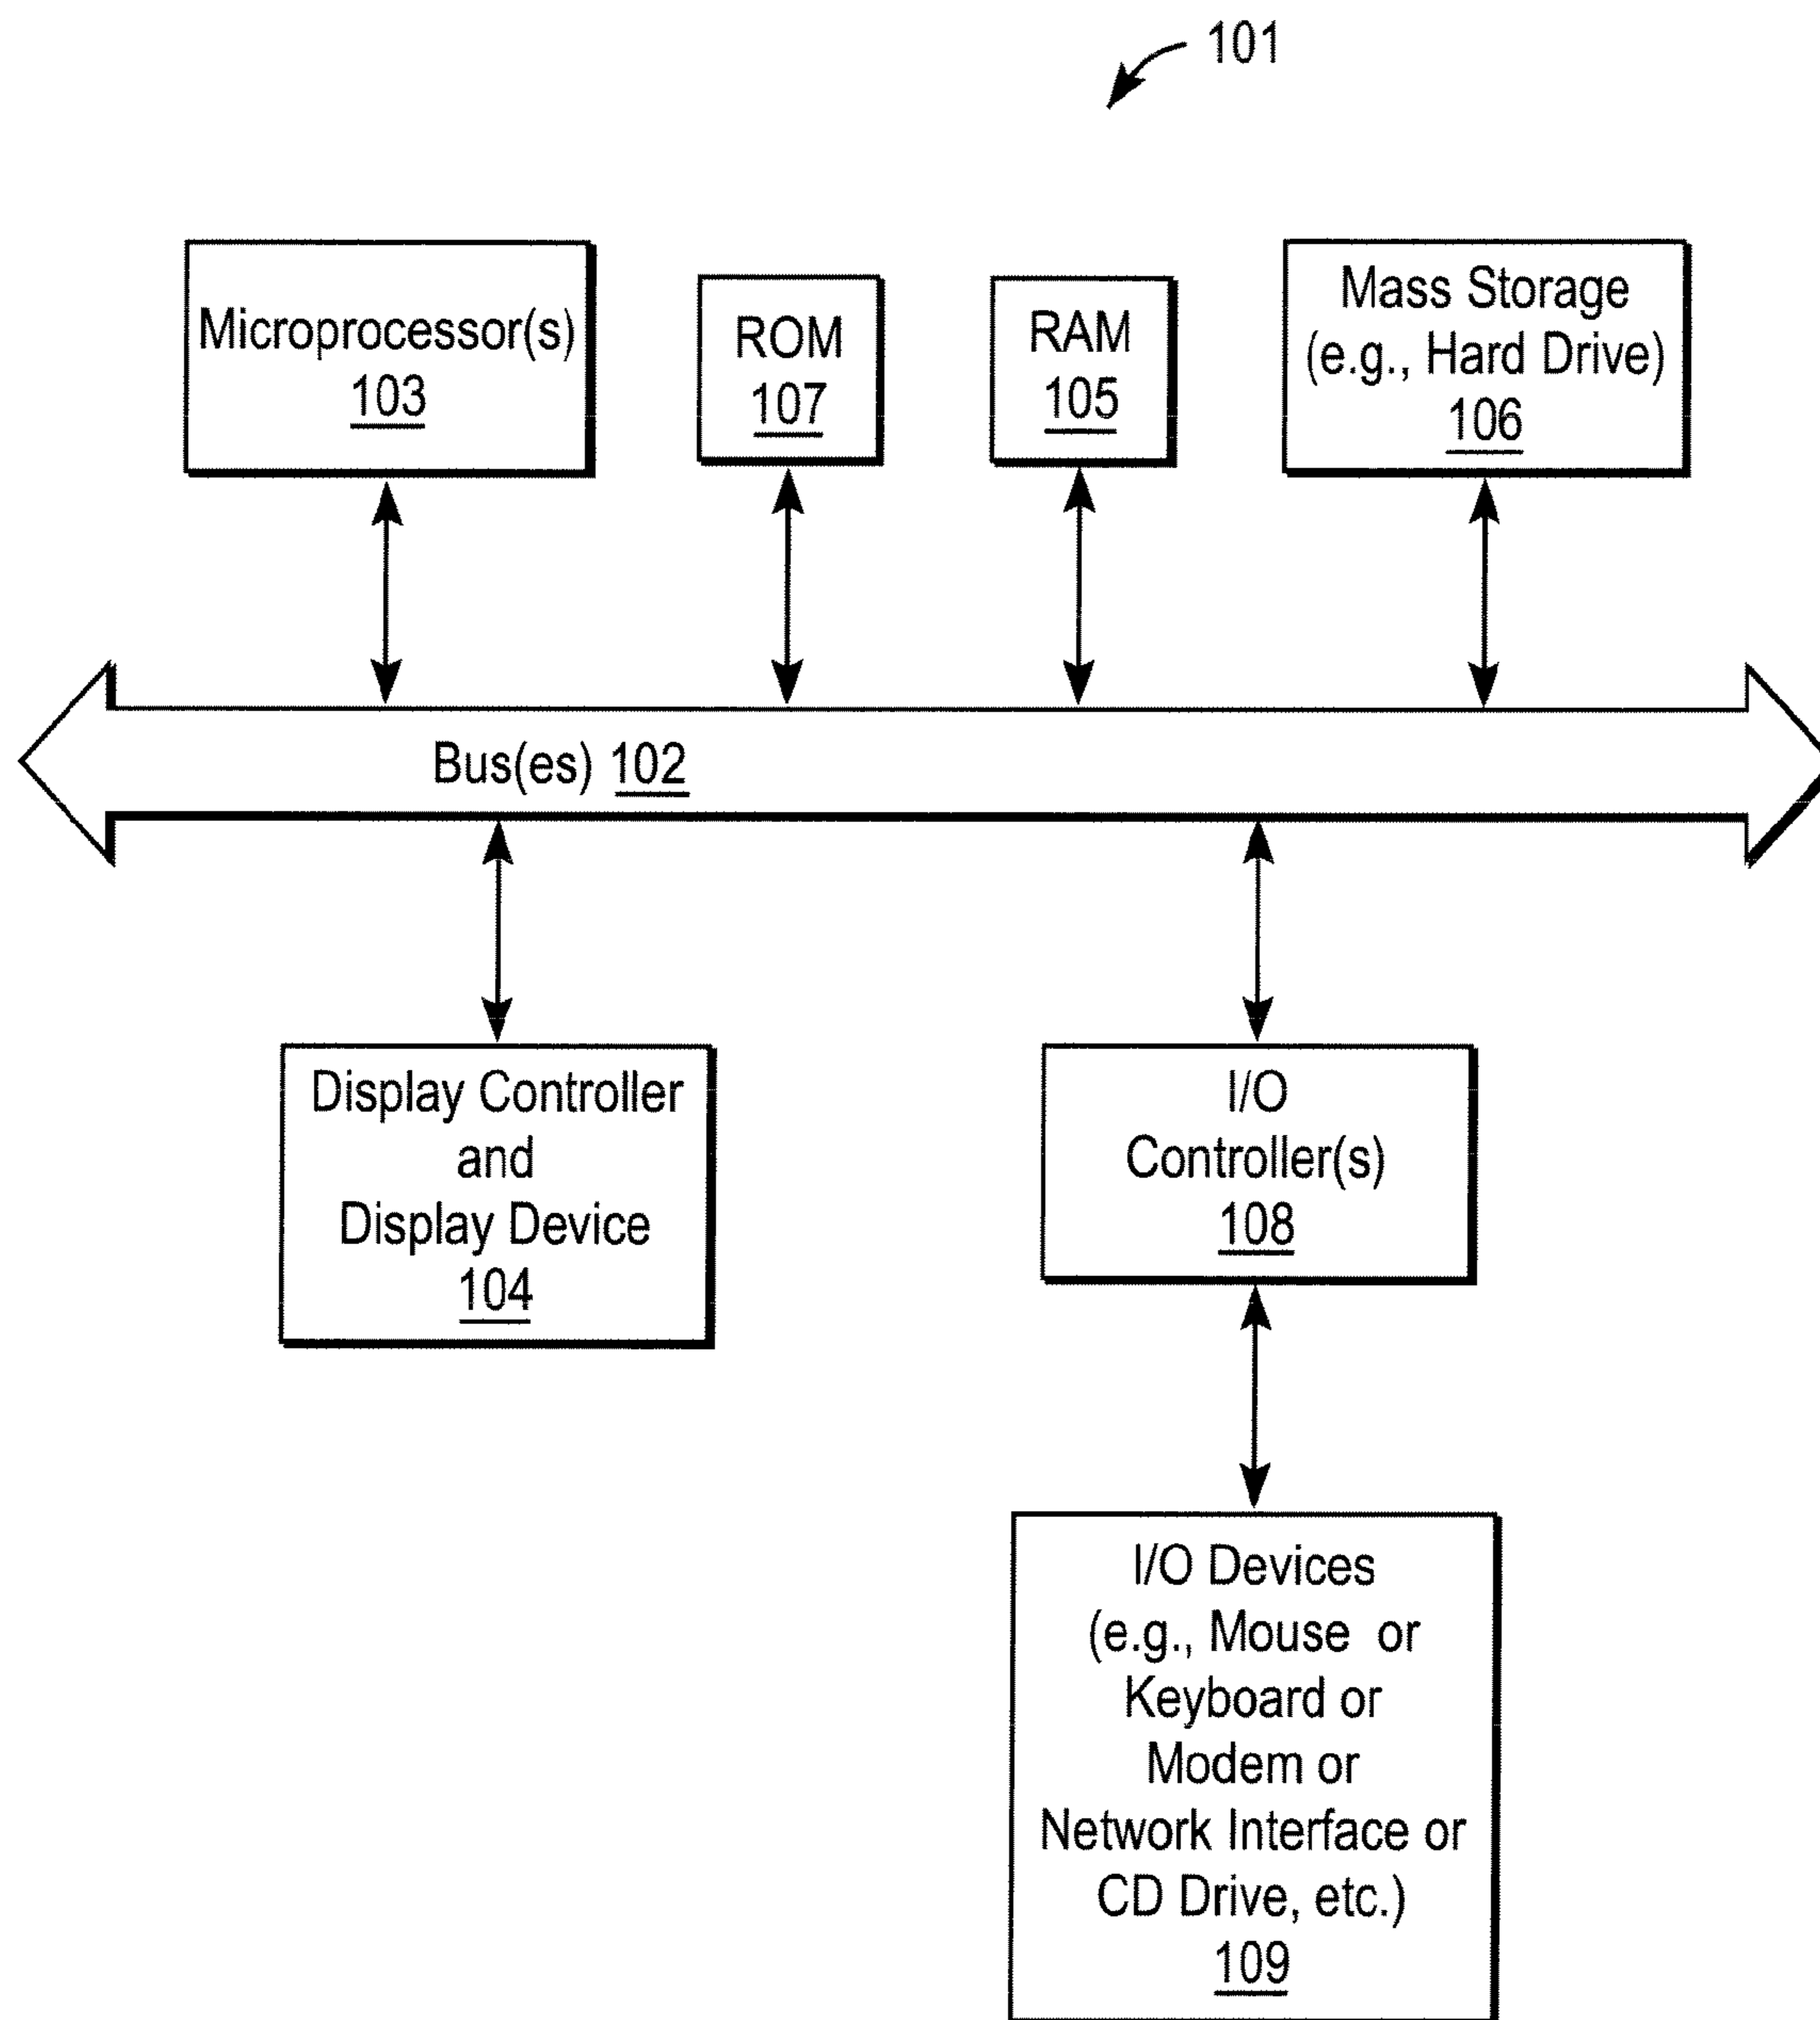 101
Microprocessor(s)
103
ROM
107
RAM
105
Mass Storage
(e.g., Hard Drive)
106
Bus(es) 102
Display Controller
and
Display Device
104
I/O
Controller(s)
108
I/O Devices
(e.g., Mouse or
Keyboard or
Modem or
Network Interface or
CD Drive, etc.)
109